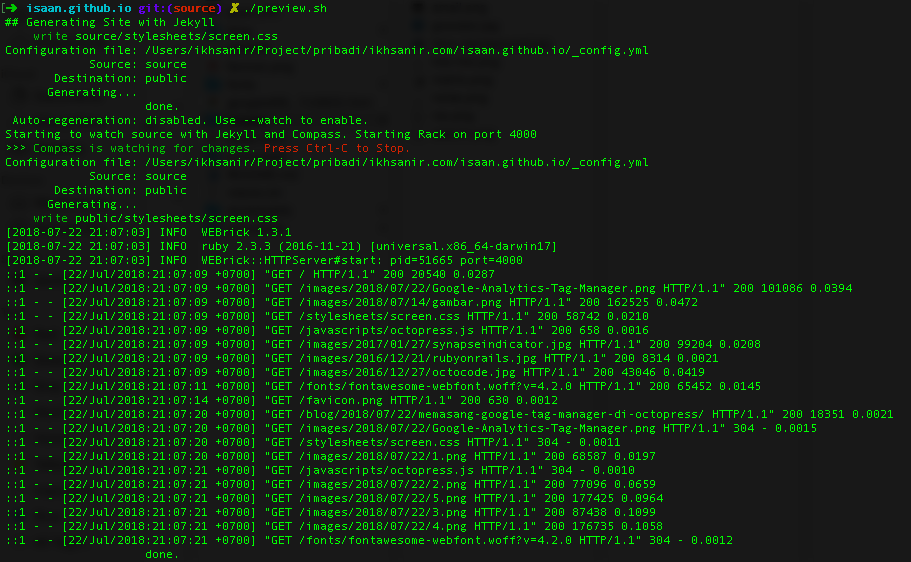 [➔ isaan.github.io git:(source) ✗ ./preview.sh
## Generating Site with Jekyll
    write source/stylesheets/screen.css
Configuration file: /Users/ikhsanir/Project/pribadi/ikhsanir.com/isaan.github.io/_config.yml
            Source: source
       Destination: public
      Generating...
                    done.
 Auto-regeneration: disabled. Use --watch to enable.
Starting to watch source with Jekyll and Compass. Starting Rack on port 4000
>>> Compass is watching for changes. Press Ctrl-C to Stop.
Configuration file: /Users/ikhsanir/Project/pribadi/ikhsanir.com/isaan.github.io/_config.yml
            Source: source
       Destination: public
      Generating...
    write public/stylesheets/screen.css
[2018-07-22 21:07:03] INFO  WEBrick 1.3.1
[2018-07-22 21:07:03] INFO  ruby 2.3.3 (2016-11-21) [universal.x86_64-darwin17]
[2018-07-22 21:07:03] INFO  WEBrick::HTTPServer#start: pid=51665 port=4000
::1 - - [22/Jul/2018:21:07:09 +0700] "GET / HTTP/1.1" 200 20540 0.0287
::1 - - [22/Jul/2018:21:07:09 +0700] "GET /images/2018/07/22/Google-Analytics-Tag-Manager.png HTTP/1.1" 200 101086 0.0394
::1 - - [22/Jul/2018:21:07:09 +0700] "GET /images/2018/07/14/gambar.png HTTP/1.1" 200 162525 0.0472
::1 - - [22/Jul/2018:21:07:09 +0700] "GET /stylesheets/screen.css HTTP/1.1" 200 58742 0.0210
::1 - - [22/Jul/2018:21:07:09 +0700] "GET /javascripts/octopress.js HTTP/1.1" 200 658 0.0016
::1 - - [22/Jul/2018:21:07:09 +0700] "GET /images/2017/01/27/synapseindicator.jpg HTTP/1.1" 200 99204 0.0208
::1 - - [22/Jul/2018:21:07:09 +0700] "GET /images/2016/12/21/rubyonrails.jpg HTTP/1.1" 200 8314 0.0021
::1 - - [22/Jul/2018:21:07:09 +0700] "GET /images/2016/12/27/octocode.jpg HTTP/1.1" 200 43046 0.0419
::1 - - [22/Jul/2018:21:07:11 +0700] "GET /fonts/fontawesome-webfont.woff?v=4.2.0 HTTP/1.1" 200 65452 0.0145
::1 - - [22/Jul/2018:21:07:14 +0700] "GET /favicon.png HTTP/1.1" 200 630 0.0012
::1 - - [22/Jul/2018:21:07:20 +0700] "GET /blog/2018/07/22/memasang-google-tag-manager-di-octopress/ HTTP/1.1" 200 18351 0.0021
::1 - - [22/Jul/2018:21:07:20 +0700] "GET /images/2018/07/22/Google-Analytics-Tag-Manager.png HTTP/1.1" 304 - 0.0015
::1 - - [22/Jul/2018:21:07:20 +0700] "GET /stylesheets/screen.css HTTP/1.1" 304 - 0.0011
::1 - - [22/Jul/2018:21:07:20 +0700] "GET /images/2018/07/22/1.png HTTP/1.1" 200 68587 0.0197
::1 - - [22/Jul/2018:21:07:21 +0700] "GET /javascripts/octopress.js HTTP/1.1" 304 - 0.0010
::1 - - [22/Jul/2018:21:07:21 +0700] "GET /images/2018/07/22/2.png HTTP/1.1" 200 77096 0.0659
::1 - - [22/Jul/2018:21:07:21 +0700] "GET /images/2018/07/22/5.png HTTP/1.1" 200 177425 0.0964
::1 - - [22/Jul/2018:21:07:21 +0700] "GET /images/2018/07/22/3.png HTTP/1.1" 200 87438 0.1099
::1 - - [22/Jul/2018:21:07:21 +0700] "GET /images/2018/07/22/4.png HTTP/1.1" 200 176735 0.1058
::1 - - [22/Jul/2018:21:07:21 +0700] "GET /fonts/fontawesome-webfont.woff?v=4.2.0 HTTP/1.1" 304 - 0.0012
                    done.